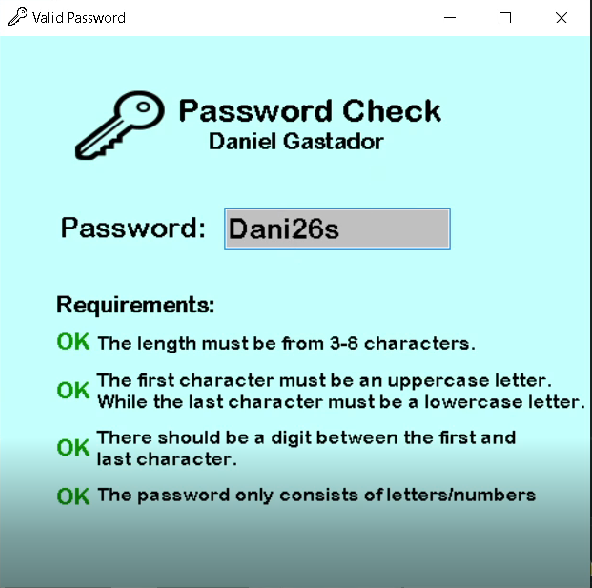 Valid Password
Password Check
Daniel Gastador
Password: Dani26s
Requirements:
OK The length must be from 3-8 characters.
OK The first character must be an uppercase letter.
While the last character must be a lowercase letter.
OK There should be a digit between the first and
last character.
OK The password only consists of letters/numbers